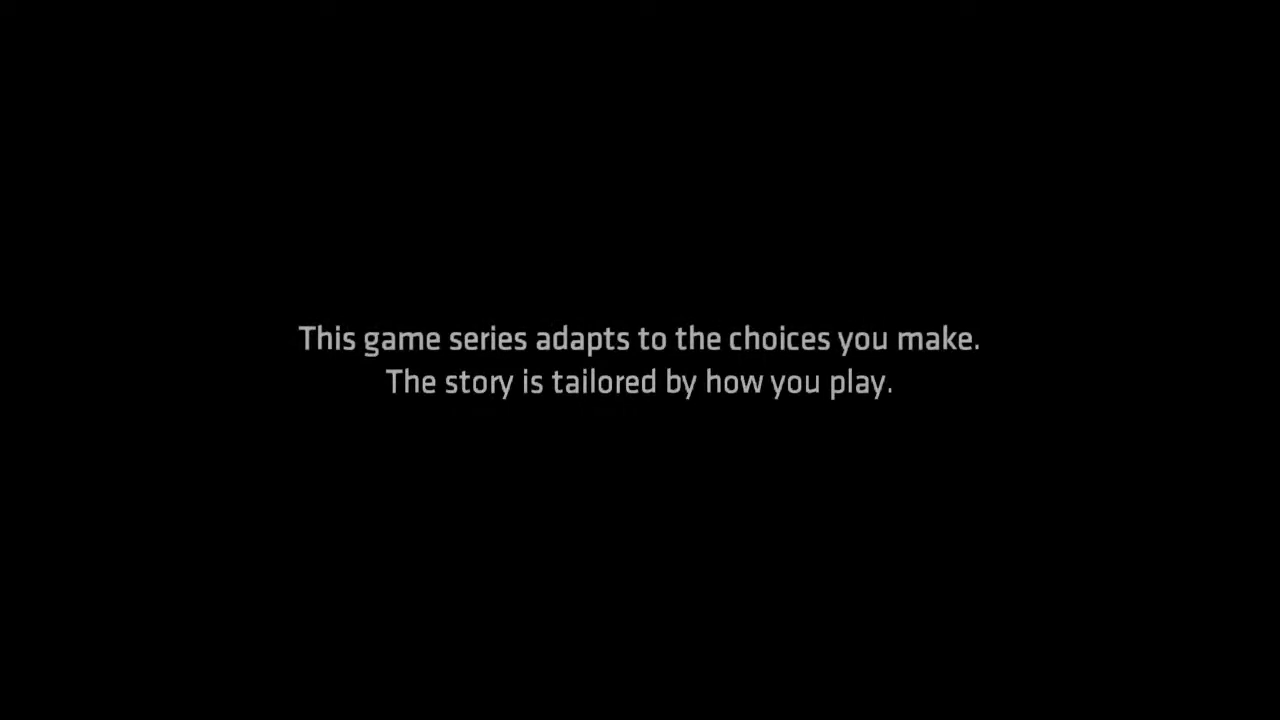 This game series adapts to the choices you make.
The story is tailored by how you play.